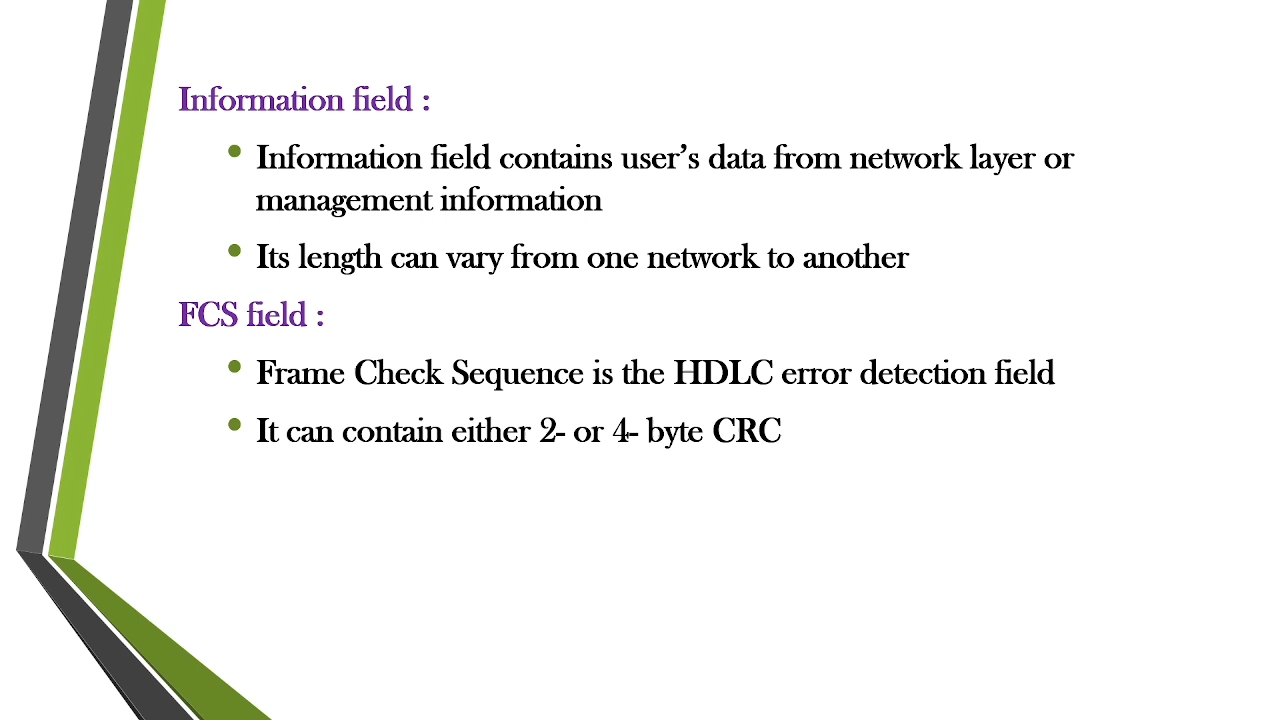 Information field :
Information field contains user’s data from network layer or
management information
Its length can vary from one network to another
FCS field :
Frame Check Sequence is the HDLC error detection field
It can contain either 2- or 4- byte CRC